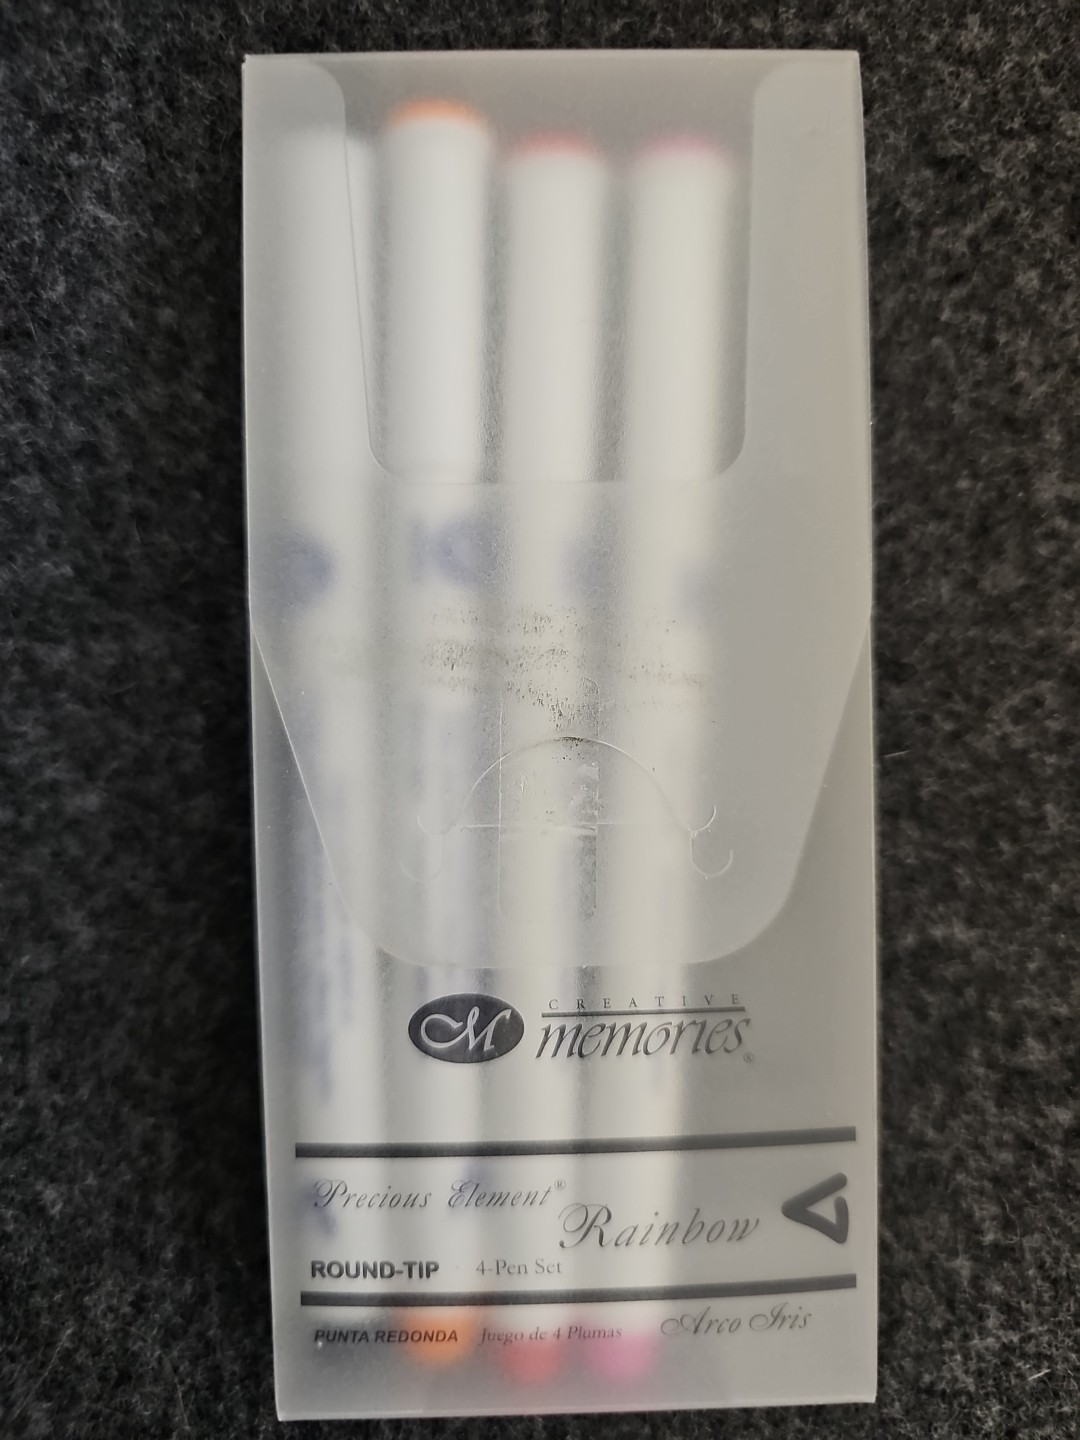 M CREATIVE
memories®
Precious Element®
Rainbow
ROUND-TIP 4-Pen Set
PUNTA REDONDA Juego de 4 Plumas Arco Iris